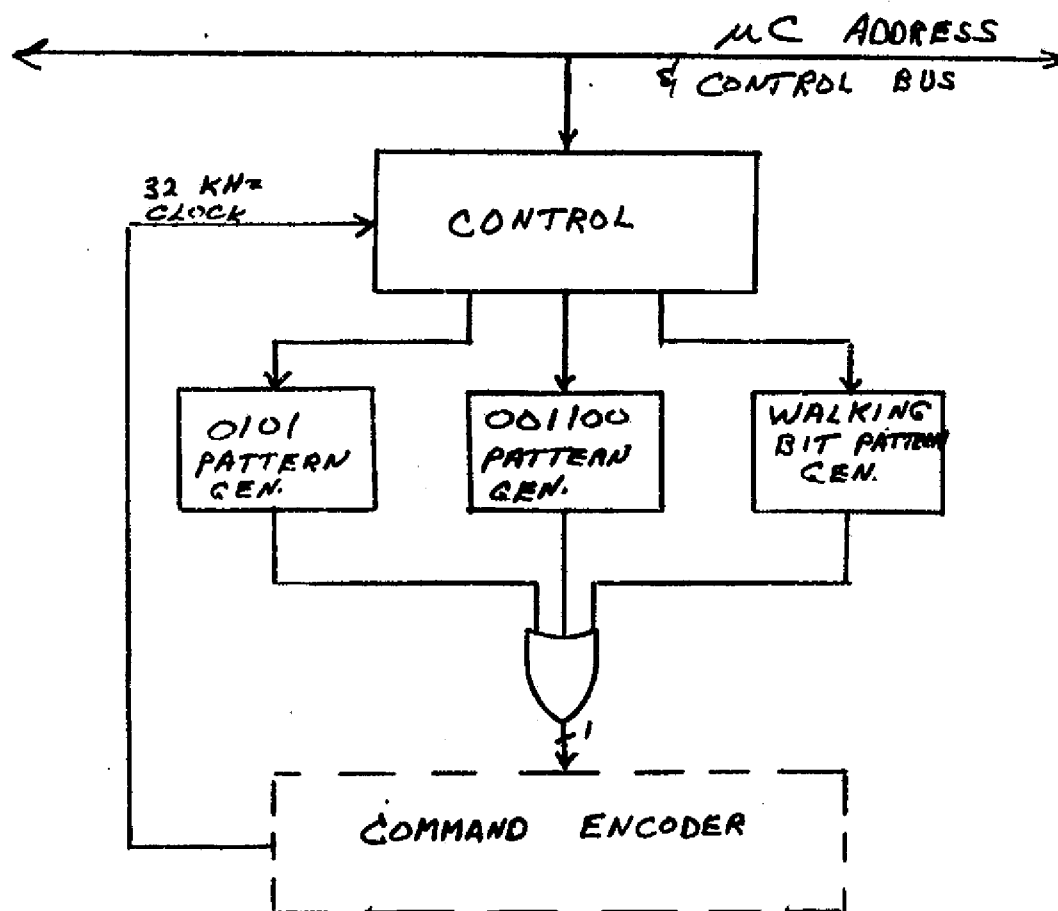 μC ADDRESS
& CONTROL BUS
32 KHz
CLOCK
CONTROL
0101
PATTERN
GEN.
001100
PATTERN
GEN.
WALKING
BIT PATTERN
GEN.
1
COMMAND ENCODER